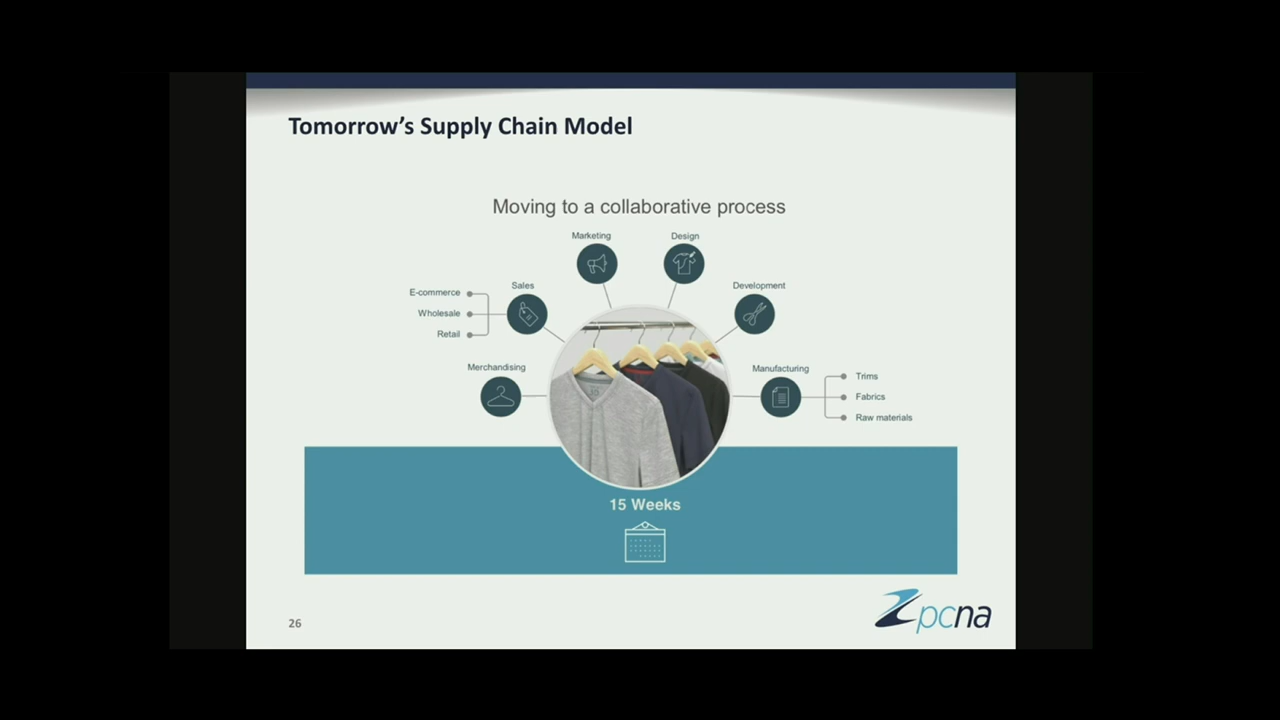 Tomorrow's Supply Chain Model
Moving to a collaborative process
Marketing
Design
Sales
Development
E-commerce
Wholesale
Retail
Merchandising
Manufacturing
Trims
Fabrics
Raw materials
15 Weeks
26
pcna